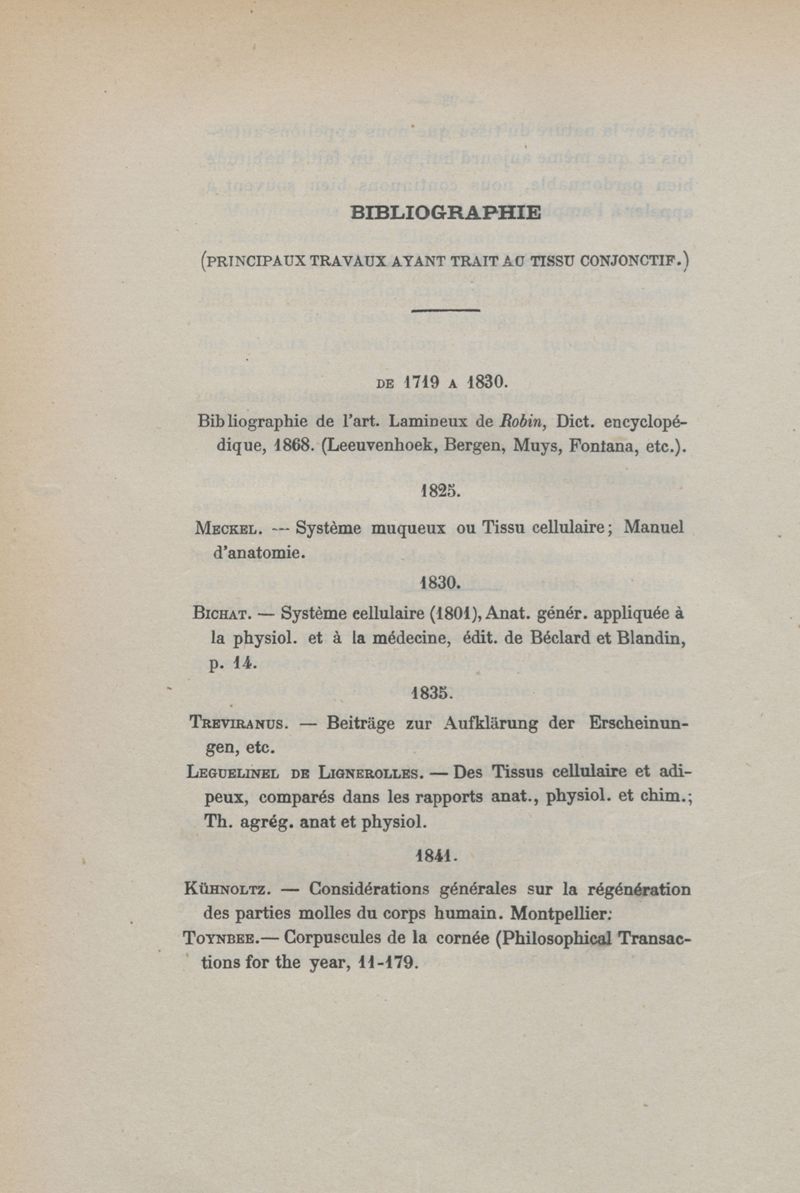 BIBLIOGRAPHIE
(PRINCIPAUX TRAVAUX AYANT TRAIT AU TISSU CONJONCTIF.)
DE 1719 A 1830.
Bibliographie de l'art. Lamineux de Robin, Dict. encyclopé-
dique, 1868. (Leeuvenhoek, Bergen, Muys, Fontana, etc.).
1825.
MECKEL. — Système muqueux ou Tissu cellulaire; Manuel
d'anatomie.
1830.
BICHAT. — Système cellulaire (1801), Anat. génér. appliquée à
la physiol. et à la médecine, édit. de Béclard et Blandin,
p. 14.
1835.
TREVIRANUS. — Beiträge zur Aufklärung der Erscheinun-
gen, etc.
LEGUELINEL DE LIGNEROLLES. — Des Tissus cellulaire et adi-
peux, comparés dans les rapports anat., physiol. et chim.;
Th. agrég. anat et physiol.
1841.
KÜHNOLTZ. — Considérations générales sur la régénération
des parties molles du corps humain. Montpellier.
TOYNBEE.— Corpuscules de la cornée (Philosophical Transac-
tions for the year, 11-179.